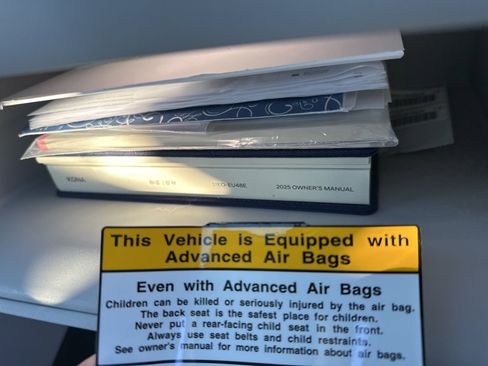 KONA
2025 OWNER'S MANUAL
This Vehicle is Equipped with
Advanced Air Bags
Even with Advanced Air Bags
Children can be killed or seriously injured by the air bag.
The back seat is the safest place for children.
Never put a rear-facing child seat in the front.
Always use seat belts and child restraints.
See owner's manual for more information about air bags.